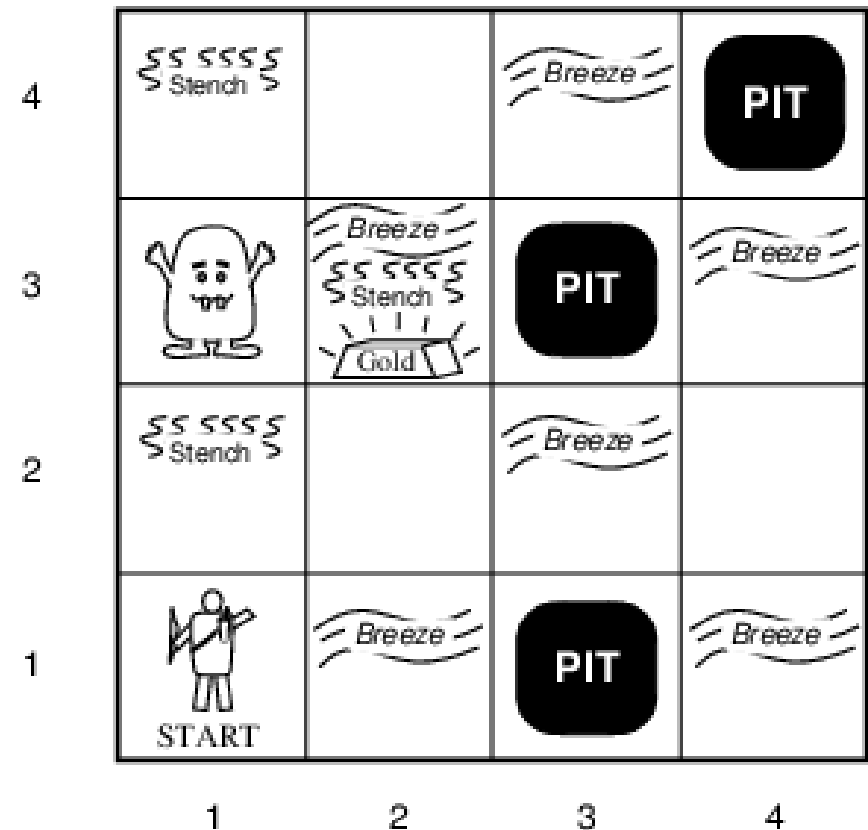 4
Stench
Breeze
PIT
3
Breeze
Stench
Gold
PIT
Breeze
2
Stench
Breeze
1
START
Breeze
PIT
Breeze
1 2 3 4